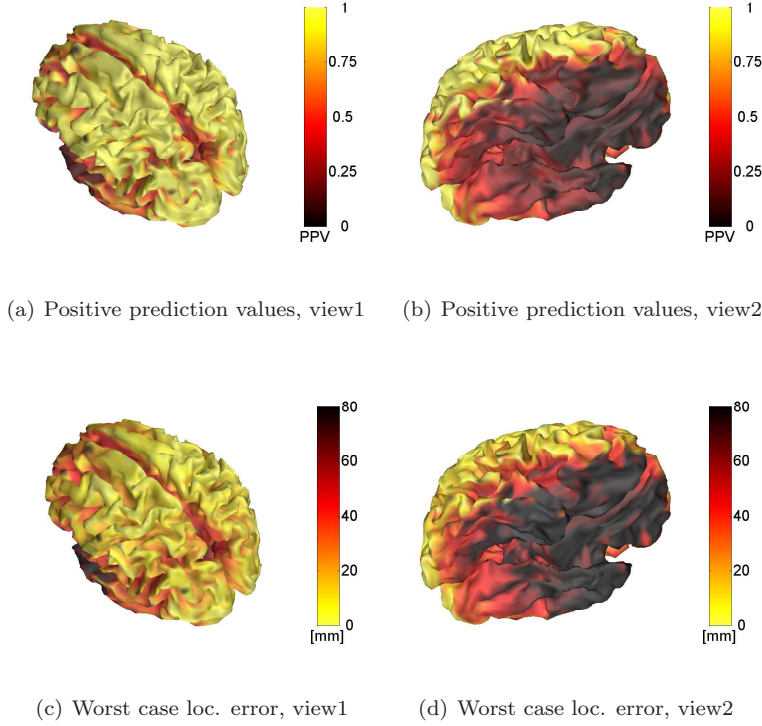 1
0.75
0.5
0.25
0
PPV
1
0.75
0.5
0.25
0
PPV
(a) Positive prediction values, view1
(b) Positive prediction values, view2
80
60
40
20
0
[mm]
80
60
40
20
0
[mm]
(c) Worst case loc. error, view1
(d) Worst case loc. error, view2